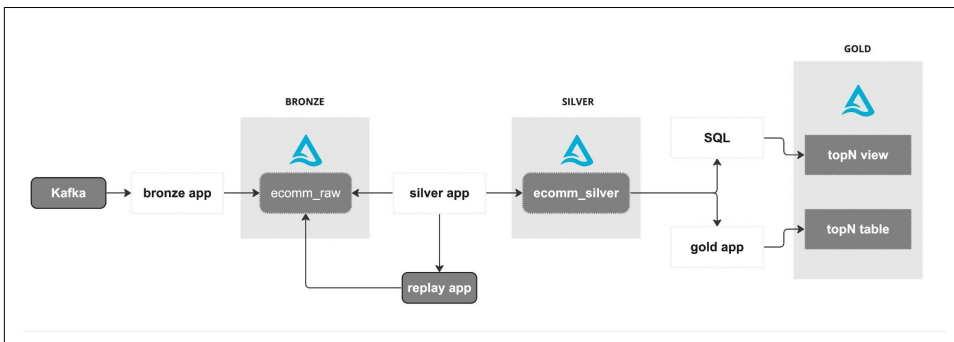 GOLD
BRONZE
SILVER
SQL
topN view
Kafka
bronze app
ecomm_raw
silver app
ecomm_silver
topN table
gold app
replay app